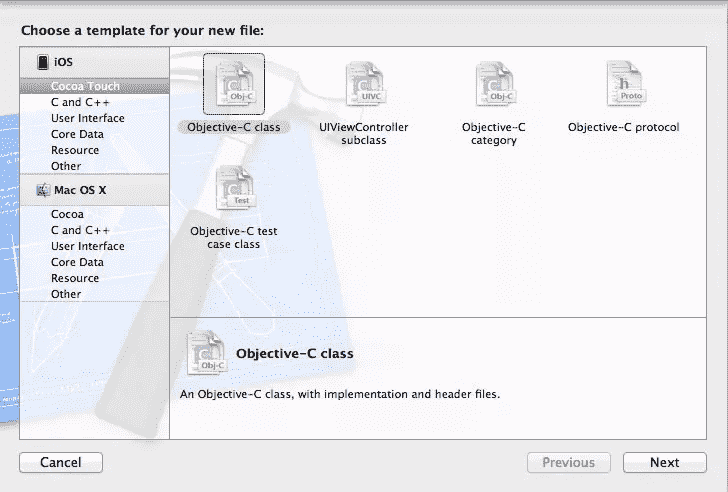 Choose a template for your new file:
iOS
Cocoa Touch
C and C++
User Interface
Core Data
Resource
Other
Mac OS X
Cocoa
C and C++
User Interface
Core Data
Resource
Other
Obj-C
Objective-C class
UIVC
UIViewController
subclass
Obj-C
Objective-C
category
h
Proto
Objective-C protocol
Test
Objective-C test
case class
Obj-C
Objective-C class
An Objective-C class, with implementation and header files.
Cancel
Previous
Next